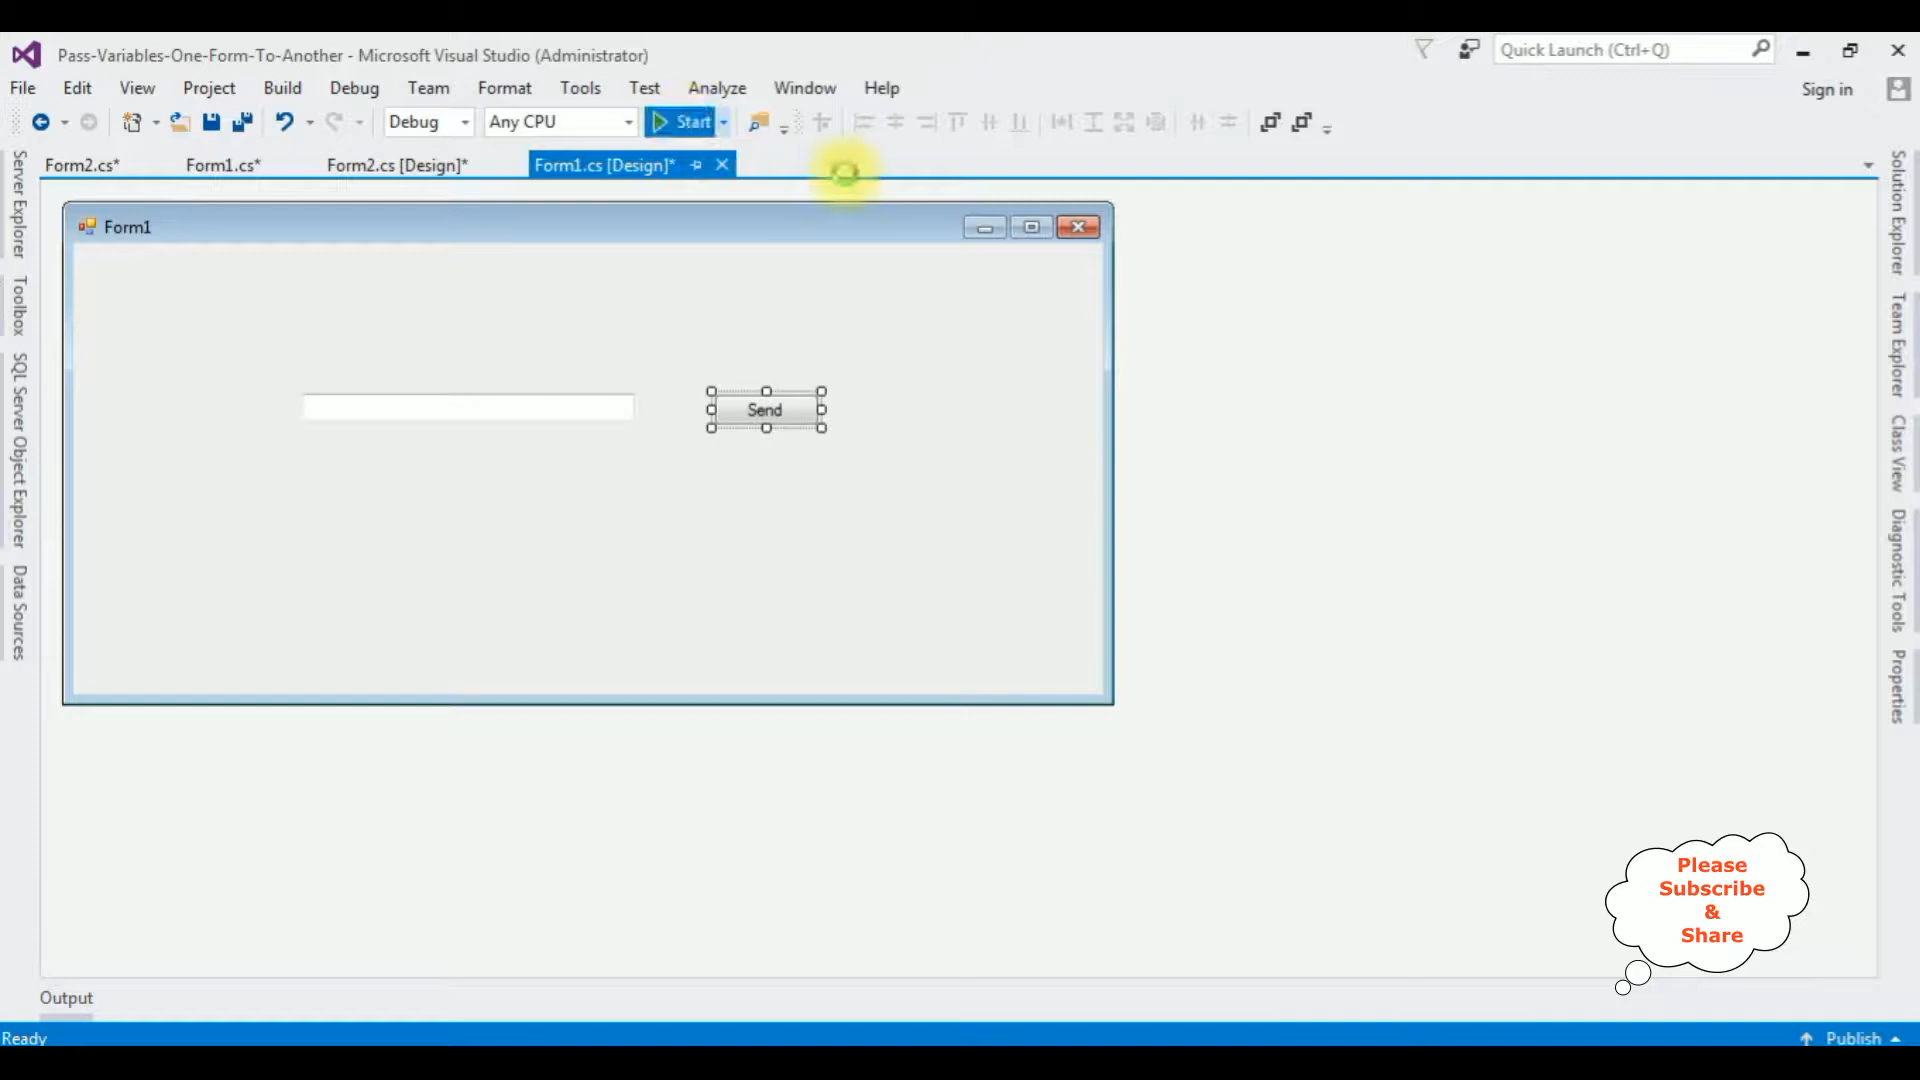 Pass-Variables-One-Form-To-Another - Microsoft Visual Studio (Administrator)
Quick Launch (Ctrl+Q)
File Edit View Project Build Debug Team Format Tools Test Analyze Window Help
Sign in
Debug Any CPU Start
Form2.cs* Form1.cs* Form2.cs [Design]* Form1.cs [Design]*
Form1
Send
Server Explorer
Toolbox
SQL Server Object Explorer
Data Sources
Solution Explorer
Team Explorer
Class View
Diagnostic Tools
Properties
Please
Subscribe
&
Share
Output
Ready
Publish